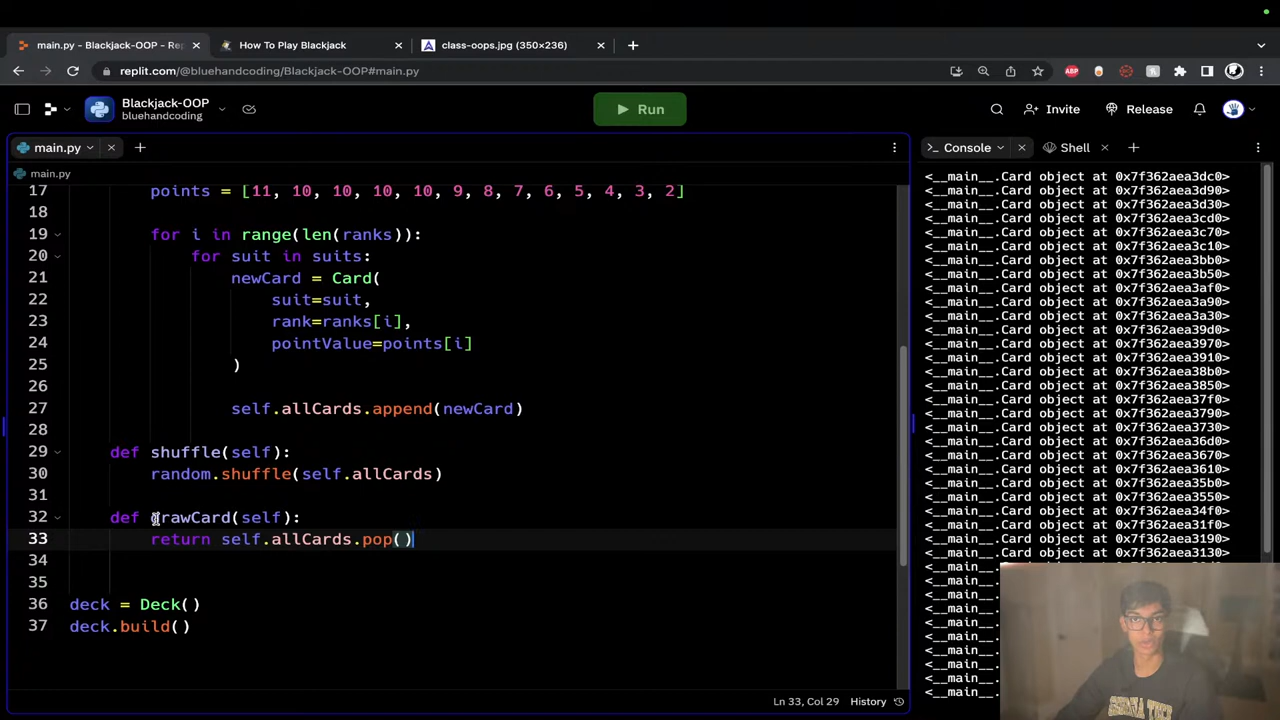 main.py - Blackjack-OOP - Rep
How To Play Blackjack
class-oops.jpg (350×236)
replit.com/@bluehandcoding/Blackjack-OOP#main.py
ABP
Blackjack-OOP
bluehandcoding
Run
Invite
Release
main.py
Console
Shell
main.py
17 points = [11, 10, 10, 10, 10, 9, 8, 7, 6, 5, 4, 3, 2]
18
19 for i in range(len(ranks)):
20 for suit in suits:
21 newCard = Card(
22 suit=suit,
23 rank=ranks[i],
24 pointValue=points[i]
25 )
26
27 self.allCards.append(newCard)
28
29 def shuffle(self):
30 random.shuffle(self.allCards)
31
32 def drawCard(self):
33 return self.allCards.pop()
34
35
36 deck = Deck()
37 deck.build()
Ln 33, Col 29 History
<__main__.Card object at 0x7f362aea3dc0>
<__main__.Card object at 0x7f362aea3d90>
<__main__.Card object at 0x7f362aea3d30>
<__main__.Card object at 0x7f362aea3cd0>
<__main__.Card object at 0x7f362aea3c70>
<__main__.Card object at 0x7f362aea3c10>
<__main__.Card object at 0x7f362aea3bb0>
<__main__.Card object at 0x7f362aea3b50>
<__main__.Card object at 0x7f362aea3af0>
<__main__.Card object at 0x7f362aea3a90>
<__main__.Card object at 0x7f362aea3a30>
<__main__.Card object at 0x7f362aea39d0>
<__main__.Card object at 0x7f362aea3970>
<__main__.Card object at 0x7f362aea3910>
<__main__.Card object at 0x7f362aea38b0>
<__main__.Card object at 0x7f362aea3850>
<__main__.Card object at 0x7f362aea37f0>
<__main__.Card object at 0x7f362aea3790>
<__main__.Card object at 0x7f362aea3730>
<__main__.Card object at 0x7f362aea36d0>
<__main__.Card object at 0x7f362aea3670>
<__main__.Card object at 0x7f362aea3610>
<__main__.Card object at 0x7f362aea35b0>
<__main__.Card object at 0x7f362aea3550>
<__main__.Card object at 0x7f362aea34f0>
<__main__.Card object at 0x7f362aea31f0>
<__main__.Card object at 0x7f362aea3190>
<__main__.Card object at 0x7f362aea3130>
<__main__
<__main__
<__main__
<__main__
<__main__
<__main__
<__main__